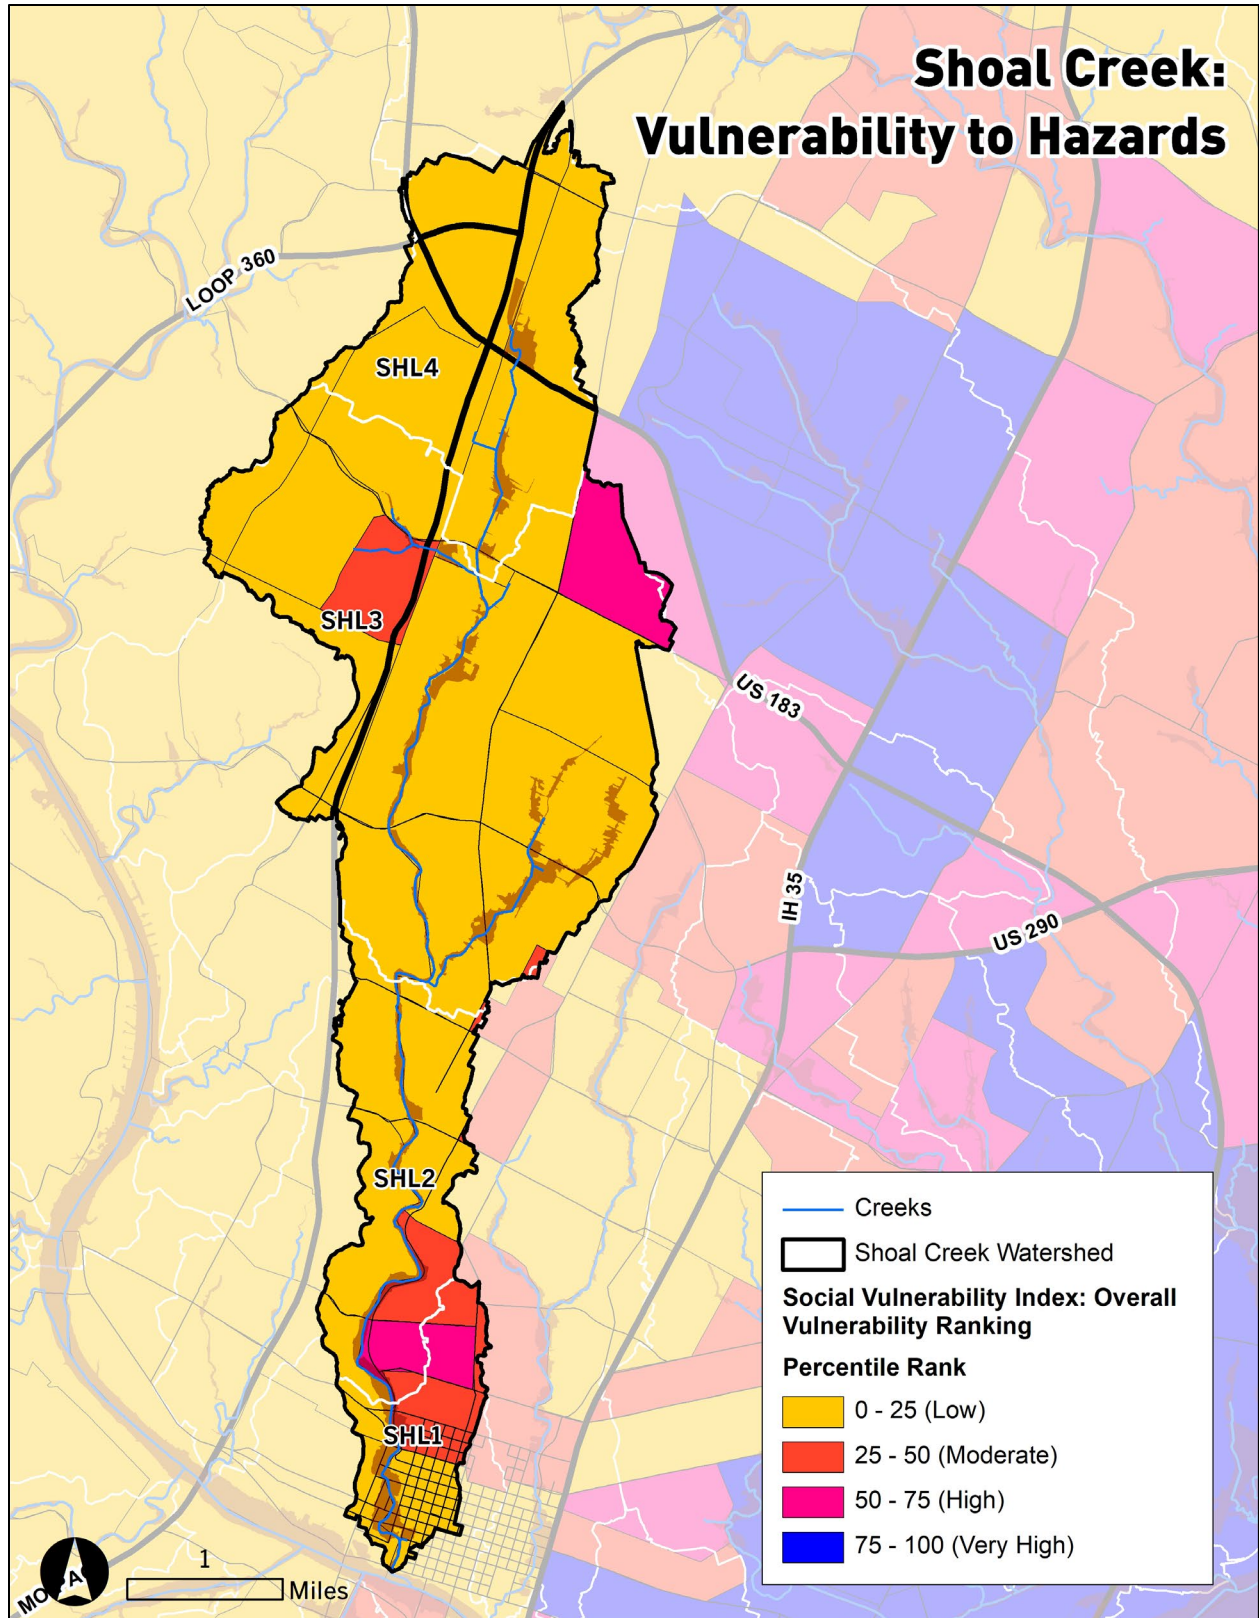 Shoal Creek:
Vulnerability to Hazards
LOOP 360
SHL4
SHL3
US 183
IH 35
US 290
SHL2
SHL1
Creeks
Shoal Creek Watershed
Social Vulnerability Index: Overall
Vulnerability Ranking
Percentile Rank
0 - 25 (Low)
25 - 50 (Moderate)
50 - 75 (High)
75 - 100 (Very High)
1
Miles